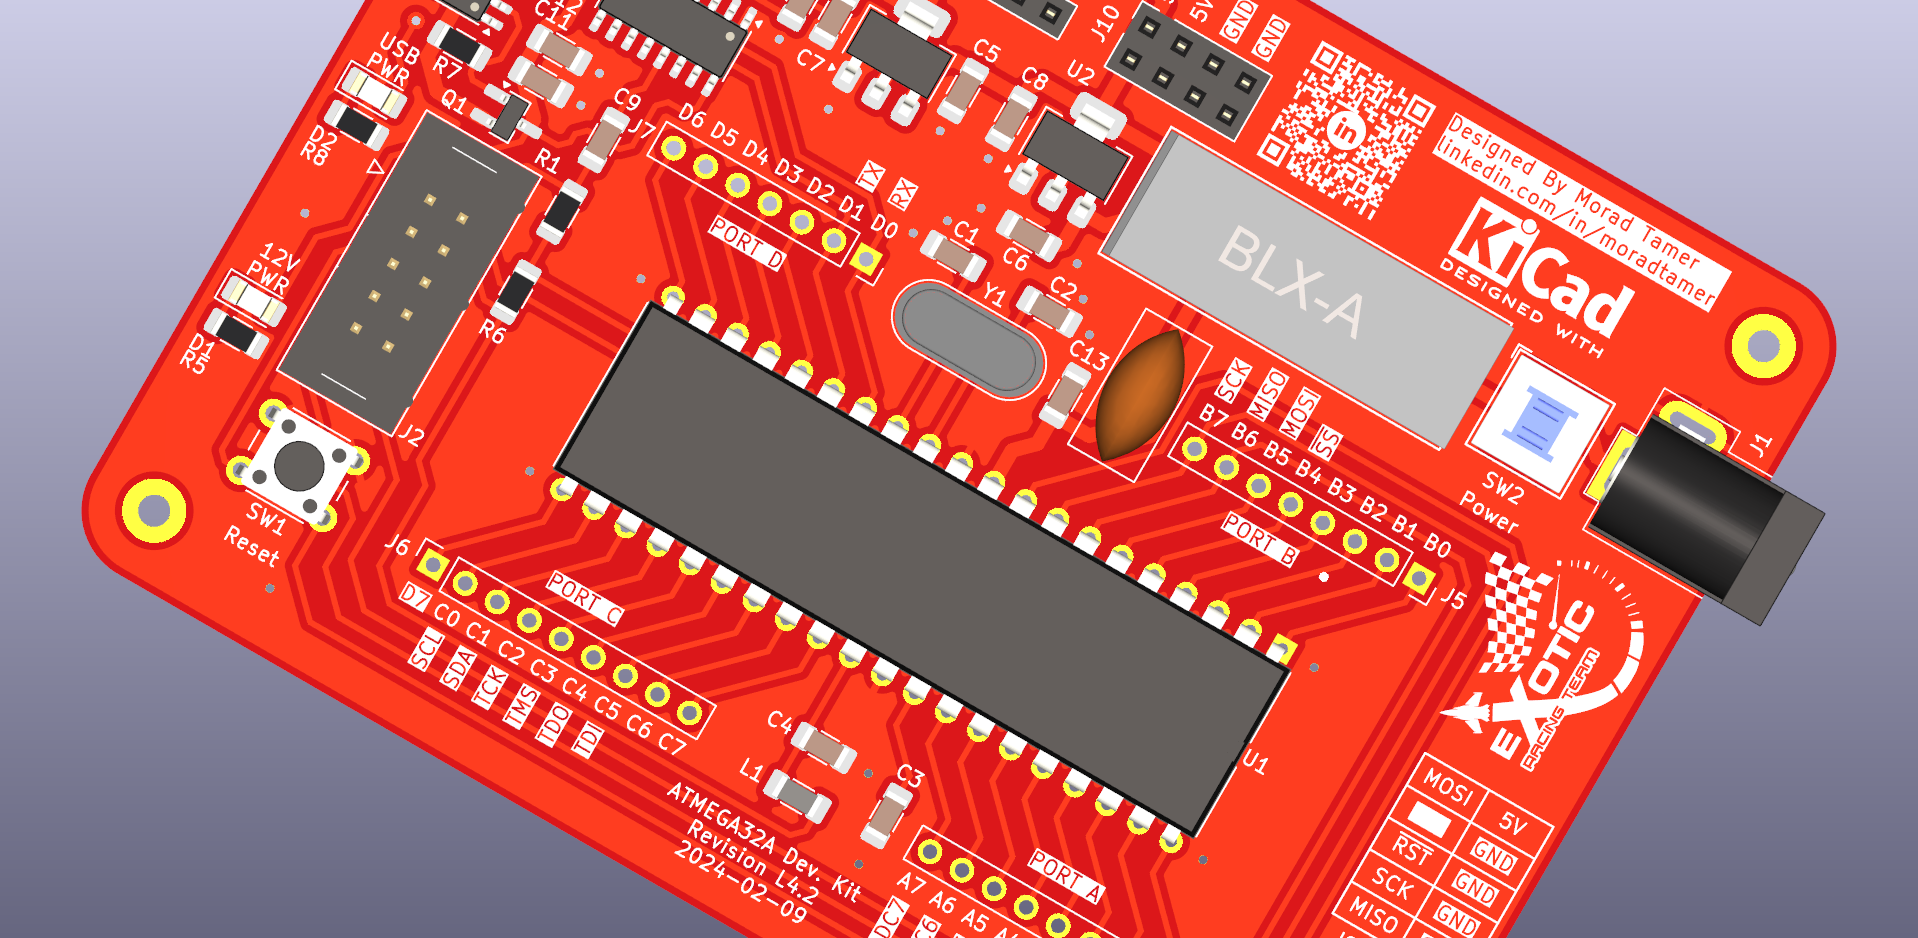 C11
12
USB
PWR
R7
Q1
D2
R8
C9
J7
R1
D6 D5 D4 D3 D2 D1 D0
TX
RX
PORT D
C7
C5
C8
U2
J10
5V
GND
GND
in
Designed By Morad Tamer
linkedin.com/in/moradtamer
KiCad
DESIGNED WITH
BLX-A
C1
C6
C2
Y1
C13
12V
PWR
D1
R5
R6
J2
SW1
Reset
SCK
MISO
MOSI
SS
B7 B6 B5 B4 B3 B2 B1 B0
PORT B
J5
SW2
Power
J1
J6
PORT C
D7 C0 C1 C2 C3 C4 C5 C6 C7
SCL
SDA
TCK
TMS
TDO
TDI
EXOTIC
RACING TEAM
U1
C4
L1
C3
ATMEGA32A Dev. Kit
Revision L4.2
2024-02-09
PORT A
A7 A6 A5
DC7
MOSI 5V
GND
RST GND
SCK GND
MISO